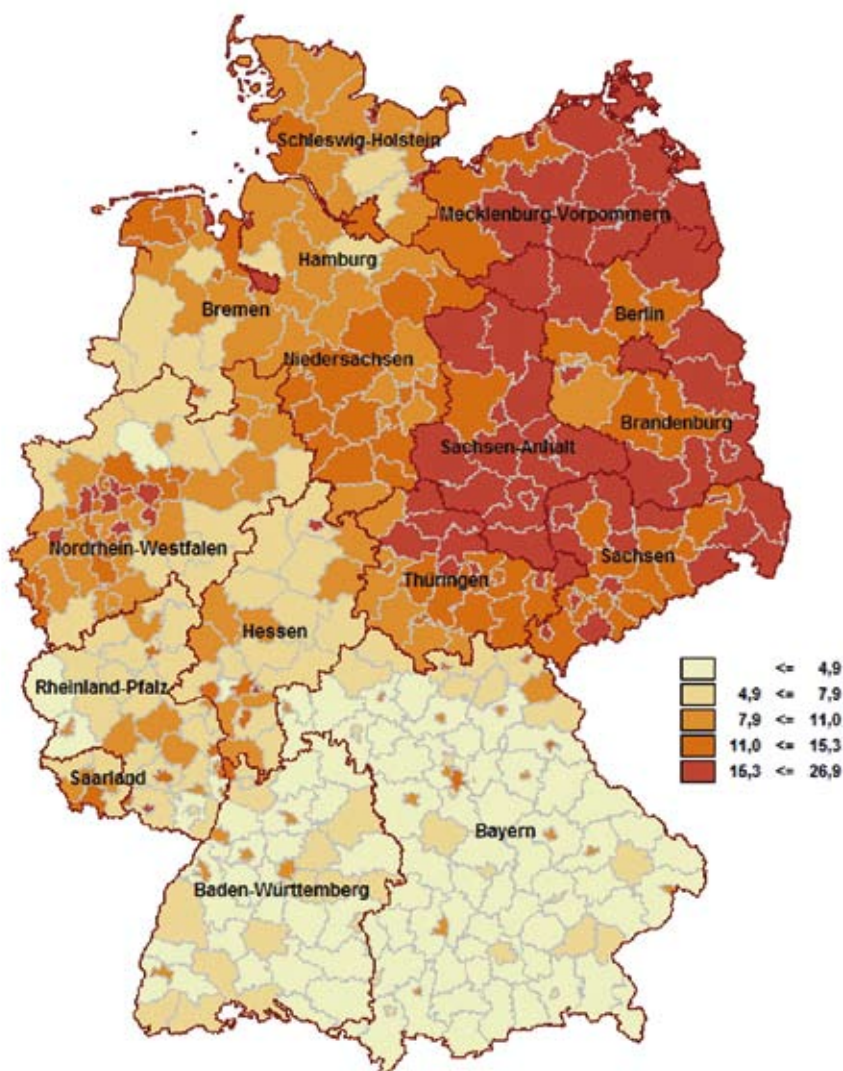 Schleswig-Holstein
Mecklenburg-Vorpommern
Hamburg
Bremen
Berlin
Niedersachsen
Brandenburg
Sachsen-Anhalt
Nordrhein-Westfalen
Sachsen
Thüringen
Hessen
Rheinland-Pfalz
Saarland
Bayern
Baden-Württemberg
<= 4,9
4,9 <= 7,9
7,9 <= 11,0
11,0 <= 15,3
15,3 <= 26,9